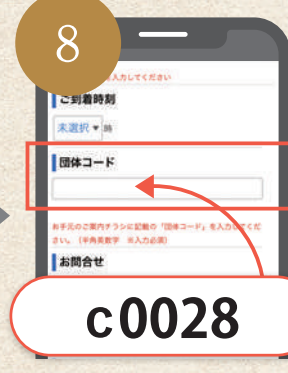 8
入力してください
ご到着時刻
未選択 ▼ 時
団体コード
お手元のご案内チラシに記載の「団体コード」を入力してくだ
さい。（半角英数字　※入力必須）
お問合せ
c0028